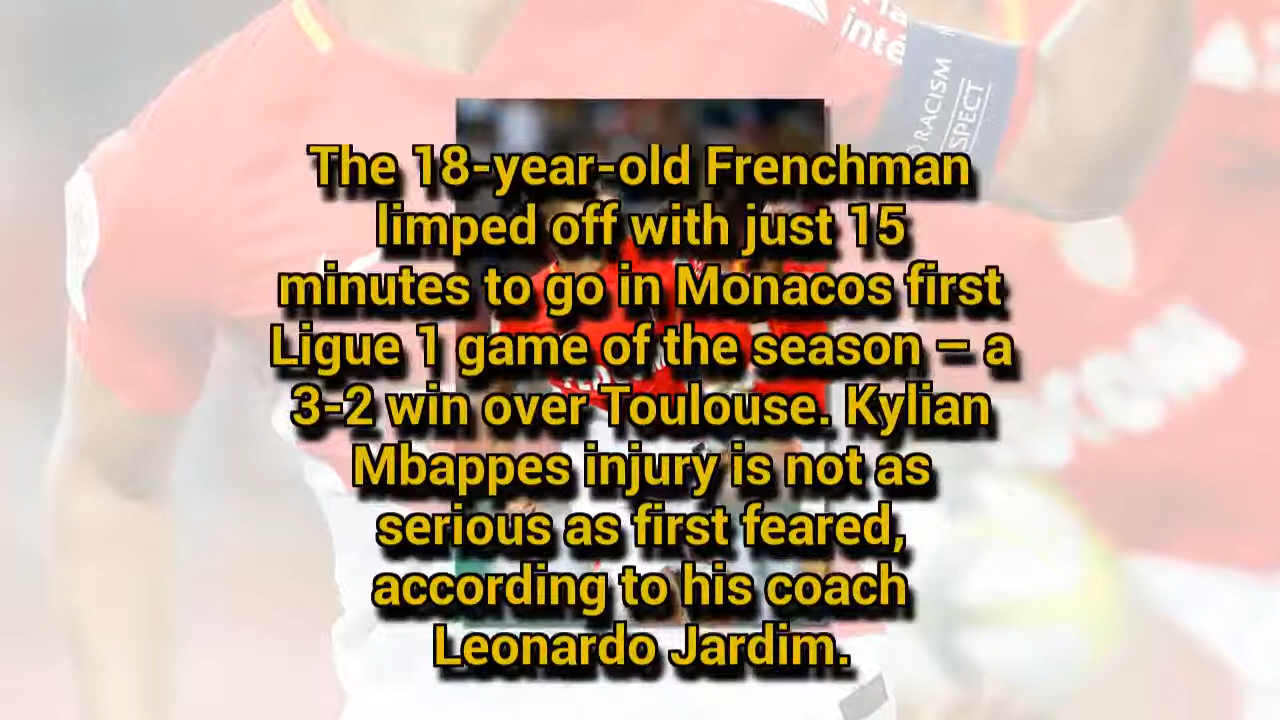 The 18-year-old Frenchman
limped off with just 15
minutes to go in Monacos first
Ligue 1 game of the season – a
3-2 win over Toulouse. Kylian
Mbappes injury is not as
serious as first feared,
according to his coach
Leonardo Jardim.
inté
RACISM